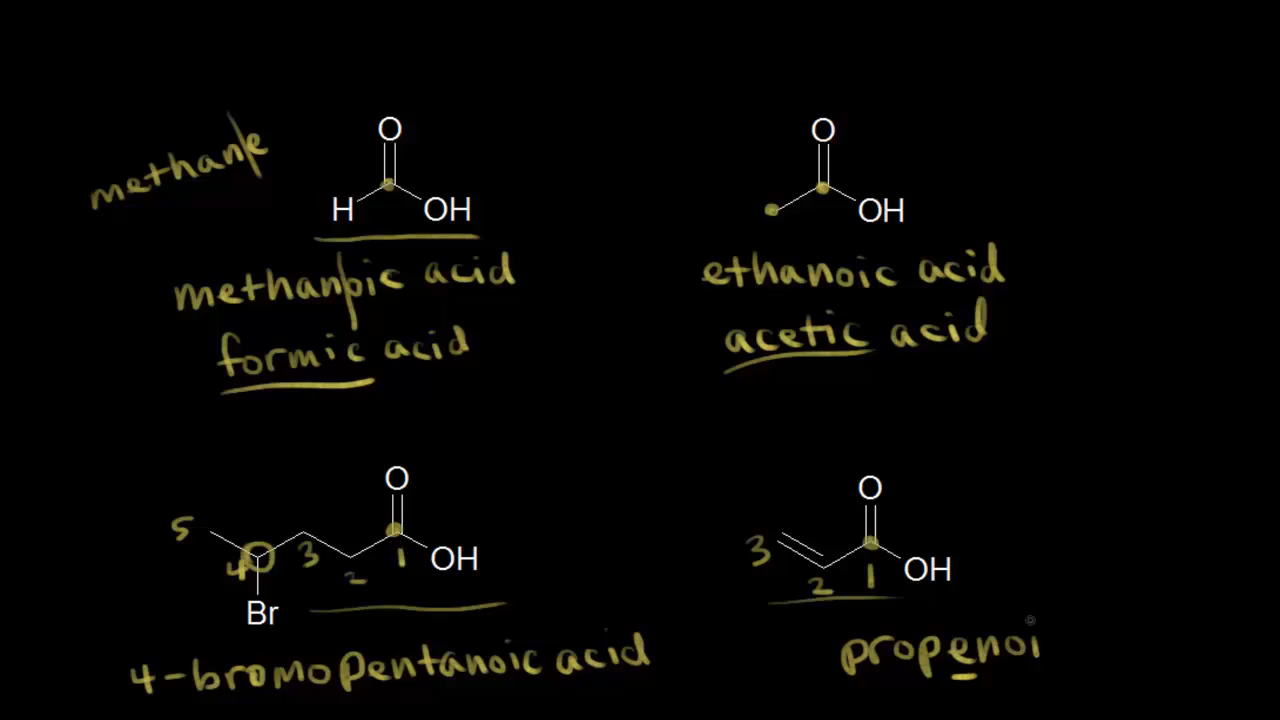 methane
O
H
OH
methanoic acid
formic acid
O
OH
ethanoic acid
acetic acid
O
5
4
3
2
1
OH
Br
4-bromopentanoic acid
O
3
2
1
OH
propenoi